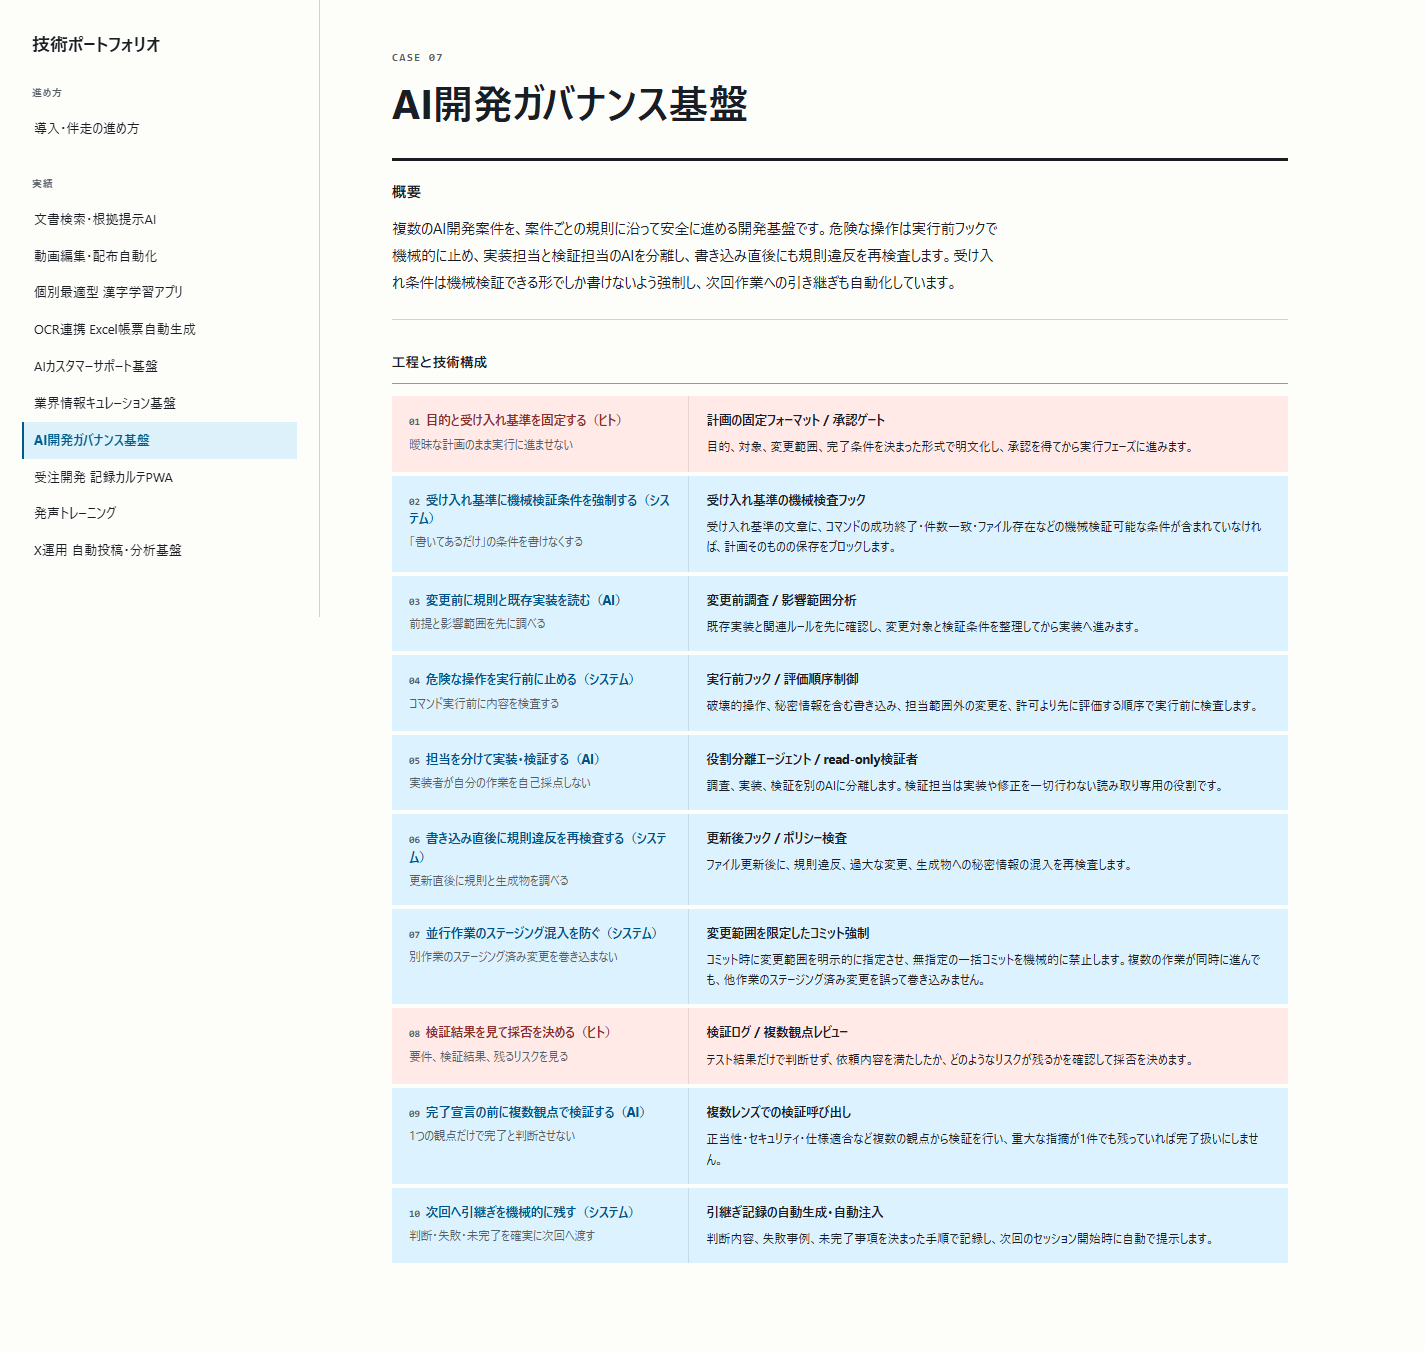 技術ポートフォリオ
進め方
導入・伴走の進め方
実績
文書検索・根拠提示AI
動画編集・配布自動化
個別最適型 漢字学習アプリ
OCR連携 Excel帳票自動生成
AIカスタマーサポート基盤
業界情報キュレーション基盤
AI開発ガバナンス基盤
受注開発 記録カルテPWA
発声トレーニング
X運用 自動投稿・分析基盤
CASE 07
AI開発ガバナンス基盤
概要
複数のAI開発案件を、案件ごとの規則に沿って安全に進める開発基盤です。危険な操作は実行前フックで
機械的に止め、実装担当と検証担当のAIを分離し、書き込み直後にも規則違反を再検査します。受け入
れ条件は機械検証できる形でしか書けないよう強制し、次回作業への引き継ぎも自動化しています。
工程と技術構成
01 目的と受け入れ基準を固定する（ヒト）
曖昧な計画のまま実行に進ませない
計画の固定フォーマット / 承認ゲート
目的、対象、変更範囲、完了条件を決まった形式で明文化し、承認を得てから実行フェーズに進みます。
02 受け入れ基準に機械検証条件を強制する（シス
テム）
「書いてあるだけ」の条件を書けなくする
受け入れ基準の機械検査フック
受け入れ基準の文章に、コマンドの成功終了・件数一致・ファイル存在などの機械検証可能な条件が含まれていなけれ
ば、計画そのものの保存をブロックします。
03 変更前に規則と既存実装を読む（AI）
前提と影響範囲を先に調べる
変更前調査 / 影響範囲分析
既存実装と関連ルールを先に確認し、変更対象と検証条件を整理してから実装へ進みます。
04 危険な操作を実行前に止める（システム）
コマンド実行前に内容を検査する
実行前フック / 評価順序制御
破壊的操作、秘密情報を含む書き込み、担当範囲外の変更を、許可より先に評価する順序で実行前に検査します。
05 担当を分けて実装・検証する（AI）
実装者が自分の作業を自己採点しない
役割分離エージェント / read-only検証者
調査、実装、検証を別のAIに分離します。検証担当は実装や修正を一切行わない読み取り専用の役割です。
06 書き込み直後に規則違反を再検査する（システ
ム）
更新直後に規則と生成物を調べる
更新後フック / ポリシー検査
ファイル更新後に、規則違反、過大な変更、生成物への秘密情報の混入を再検査します。
07 並行作業のステージング混入を防ぐ（システム）
別作業のステージング済み変更を巻き込まない
変更範囲を限定したコミット強制
コミット時に変更範囲を明示的に指定させ、無指定の一括コミットを機械的に禁止します。複数の作業が同時に進んで
も、他作業のステージング済み変更を誤って巻き込みません。
08 検証結果を見て採否を決める（ヒト）
要件、検証結果、残るリスクを見る
検証ログ / 複数観点レビュー
テスト結果だけで判断せず、依頼内容を満たしたか、どのようなリスクが残るかを確認して採否を決めます。
09 完了宣言の前に複数観点で検証する（AI）
1つの観点だけで完了と判断させない
複数レンズでの検証呼び出し
正当性・セキュリティ・仕様適合など複数の観点から検証を行い、重大な指摘が1件でも残っていれば完了扱いにしませ
ん。
10 次回へ引継ぎを機械的に残す（システム）
判断・失敗・未完了を確実に次回へ渡す
引継ぎ記録の自動生成・自動注入
判断内容、失敗事例、未完了事項を決まった手順で記録し、次回のセッション開始時に自動で提示します。